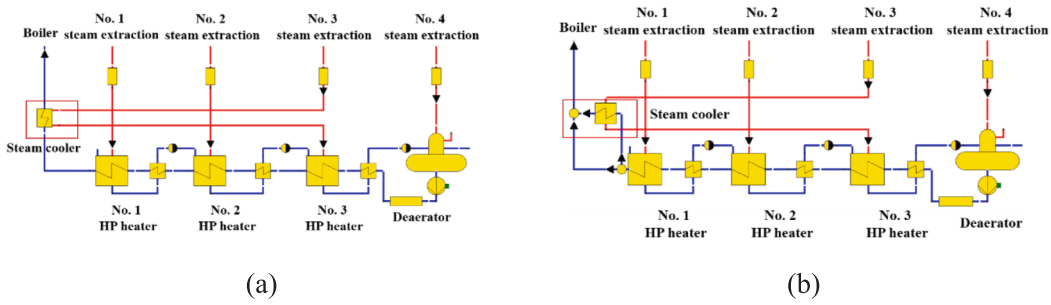 No. 1
steam extraction
No. 2
steam extraction
No. 3
steam extraction
No. 4
steam extraction
Boiler
Steam cooler
No. 1
HP heater
No. 2
HP heater
No. 3
HP heater
Deaerator
(a)
No. 1
steam extraction
No. 2
steam extraction
No. 3
steam extraction
No. 4
steam extraction
Boiler
Steam cooler
No. 1
HP heater
No. 2
HP heater
No. 3
HP heater
Deaerator
(b)